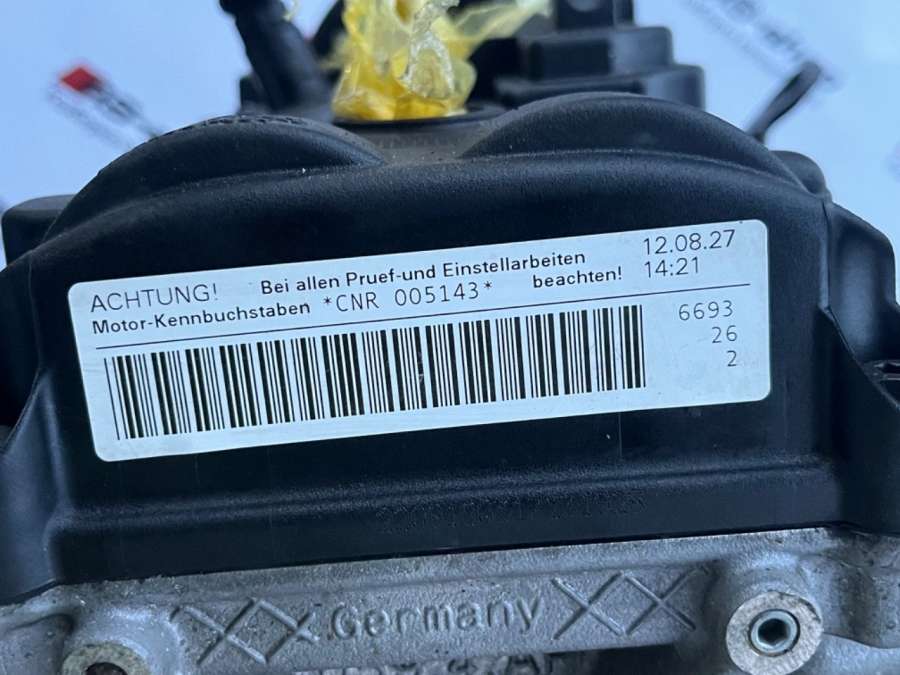 ACHTUNG! Bei allen Pruef-und Einstellarbeiten 12.08.27
Motor-Kennbuchstaben *CNR 005143* beachten! 14:21
6693
26
2
Germany